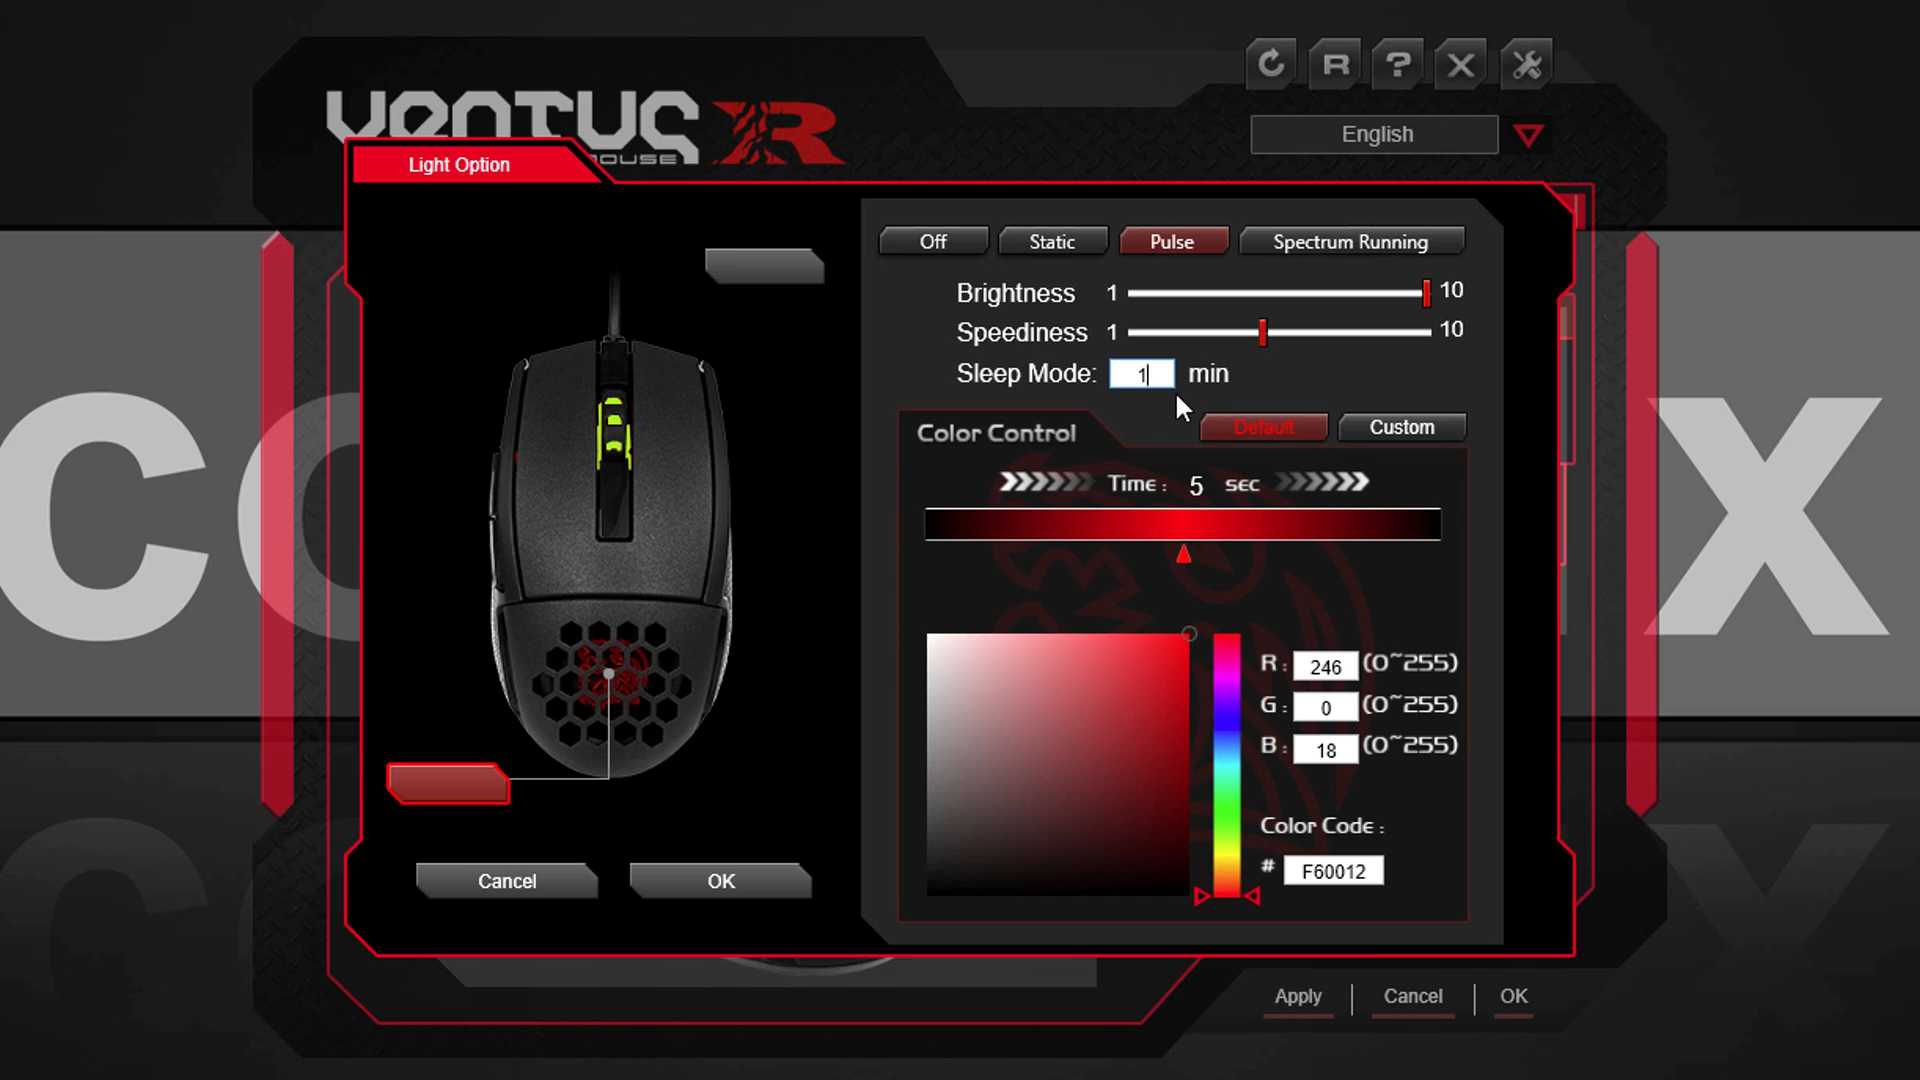 VENTUS R
English
Light Option
Off Static Pulse Spectrum Running
Brightness 1 10
Speediness 1 10
Sleep Mode: 1 min
Color Control Default Custom
Time : 5 sec
R : 246 (0~255)
G : 0 (0~255)
B : 18 (0~255)
Color Code :
# F60012
Cancel OK
Apply Cancel OK